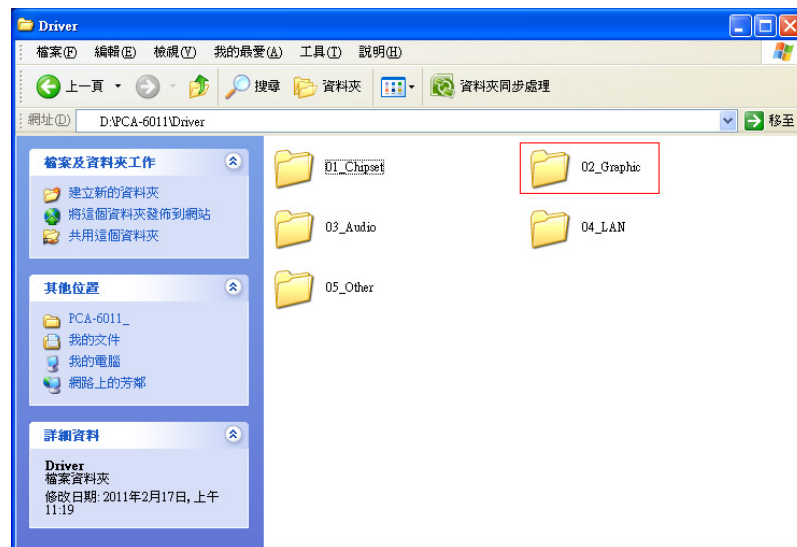 Driver
檔案(F) 編輯(E) 檢視(V) 我的最愛(A) 工具(T) 說明(H)
上一頁 搜尋 資料夾 資料夾同步處理
網址(D) D:\PCA-6011\Driver 移至
檔案及資料夾工作
建立新的資料夾
將這個資料夾發佈到網站
共用這個資料夾
其他位置
PCA-6011_
我的文件
我的電腦
網路上的芳鄰
詳細資料
Driver
檔案資料夾
修改日期: 2011年2月17日, 上午
11:19
01_Chipset 02_Graphic
03_Audio 04_LAN
05_Other